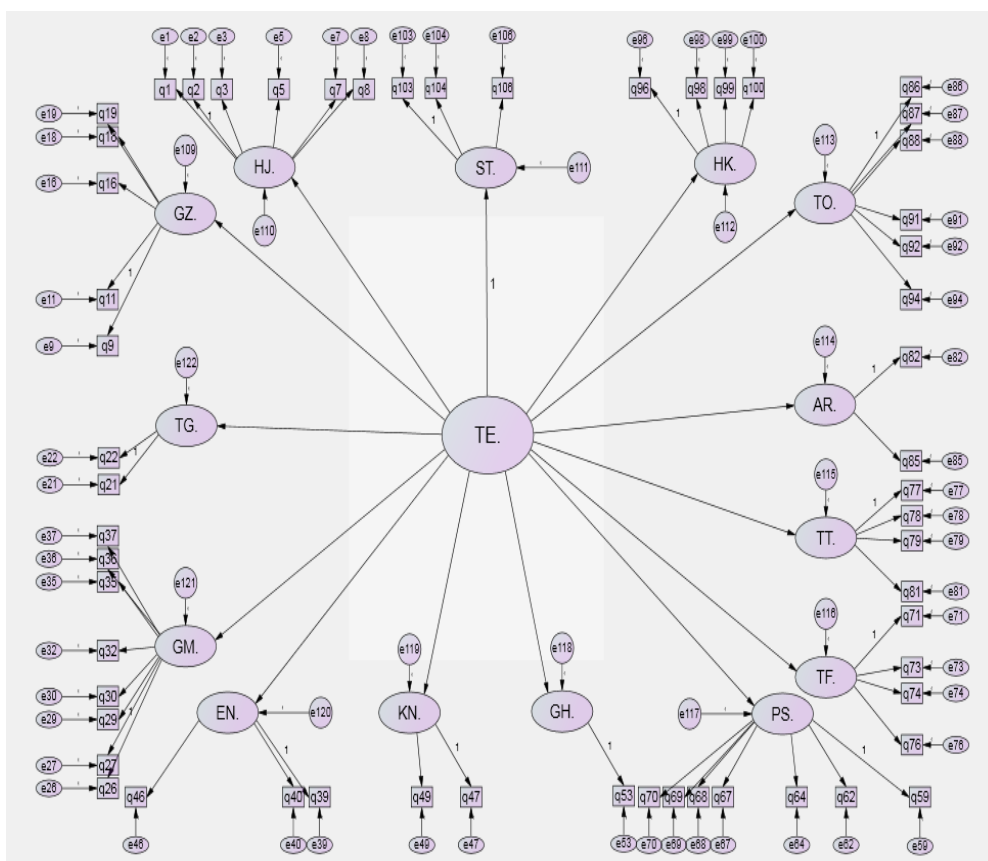 e1 e2 e3 e5 e7 e8 e103 e104 e106 e96 e98 e99 e100
q1 q2 q3 q5 q7 q8 q103 q104 q106 q96 q98 q99 q100
1 1 1
q86 e86
q87 e87
q88 e88
1
e19 q19
e18 q18
e109
e113
HJ. ST. HK.
e111
e16 q16
GZ.
TO.
e110
e112
q91 e91
q92 e92
1
e11 q11
q94 e94
1
e9 q9
e122
e114
q82 e82
1
TG.
AR.
TE.
e22 q22
1
e21 q21
q85 e85
e115
q77 e77
1
q78 e78
q79 e79
TT.
e37 q37
e36 q36
e35 q35
e121
q81 e81
e116
q71 e71
1
e32 q32
GM.
e119
e118
q73 e73
TF.
q74 e74
e30 q30
e29 q29
1
EN.
e120
KN.
GH.
e117
PS.
q76 e76
e27 q27
e26 q26
1 1 1 1
q46 q40 q39 q49 q47 q53 q70 q69 q68 q67 q64 q62 q59
e46 e40 e39 e49 e47 e53 e70 e69 e68 e67 e64 e62 e59